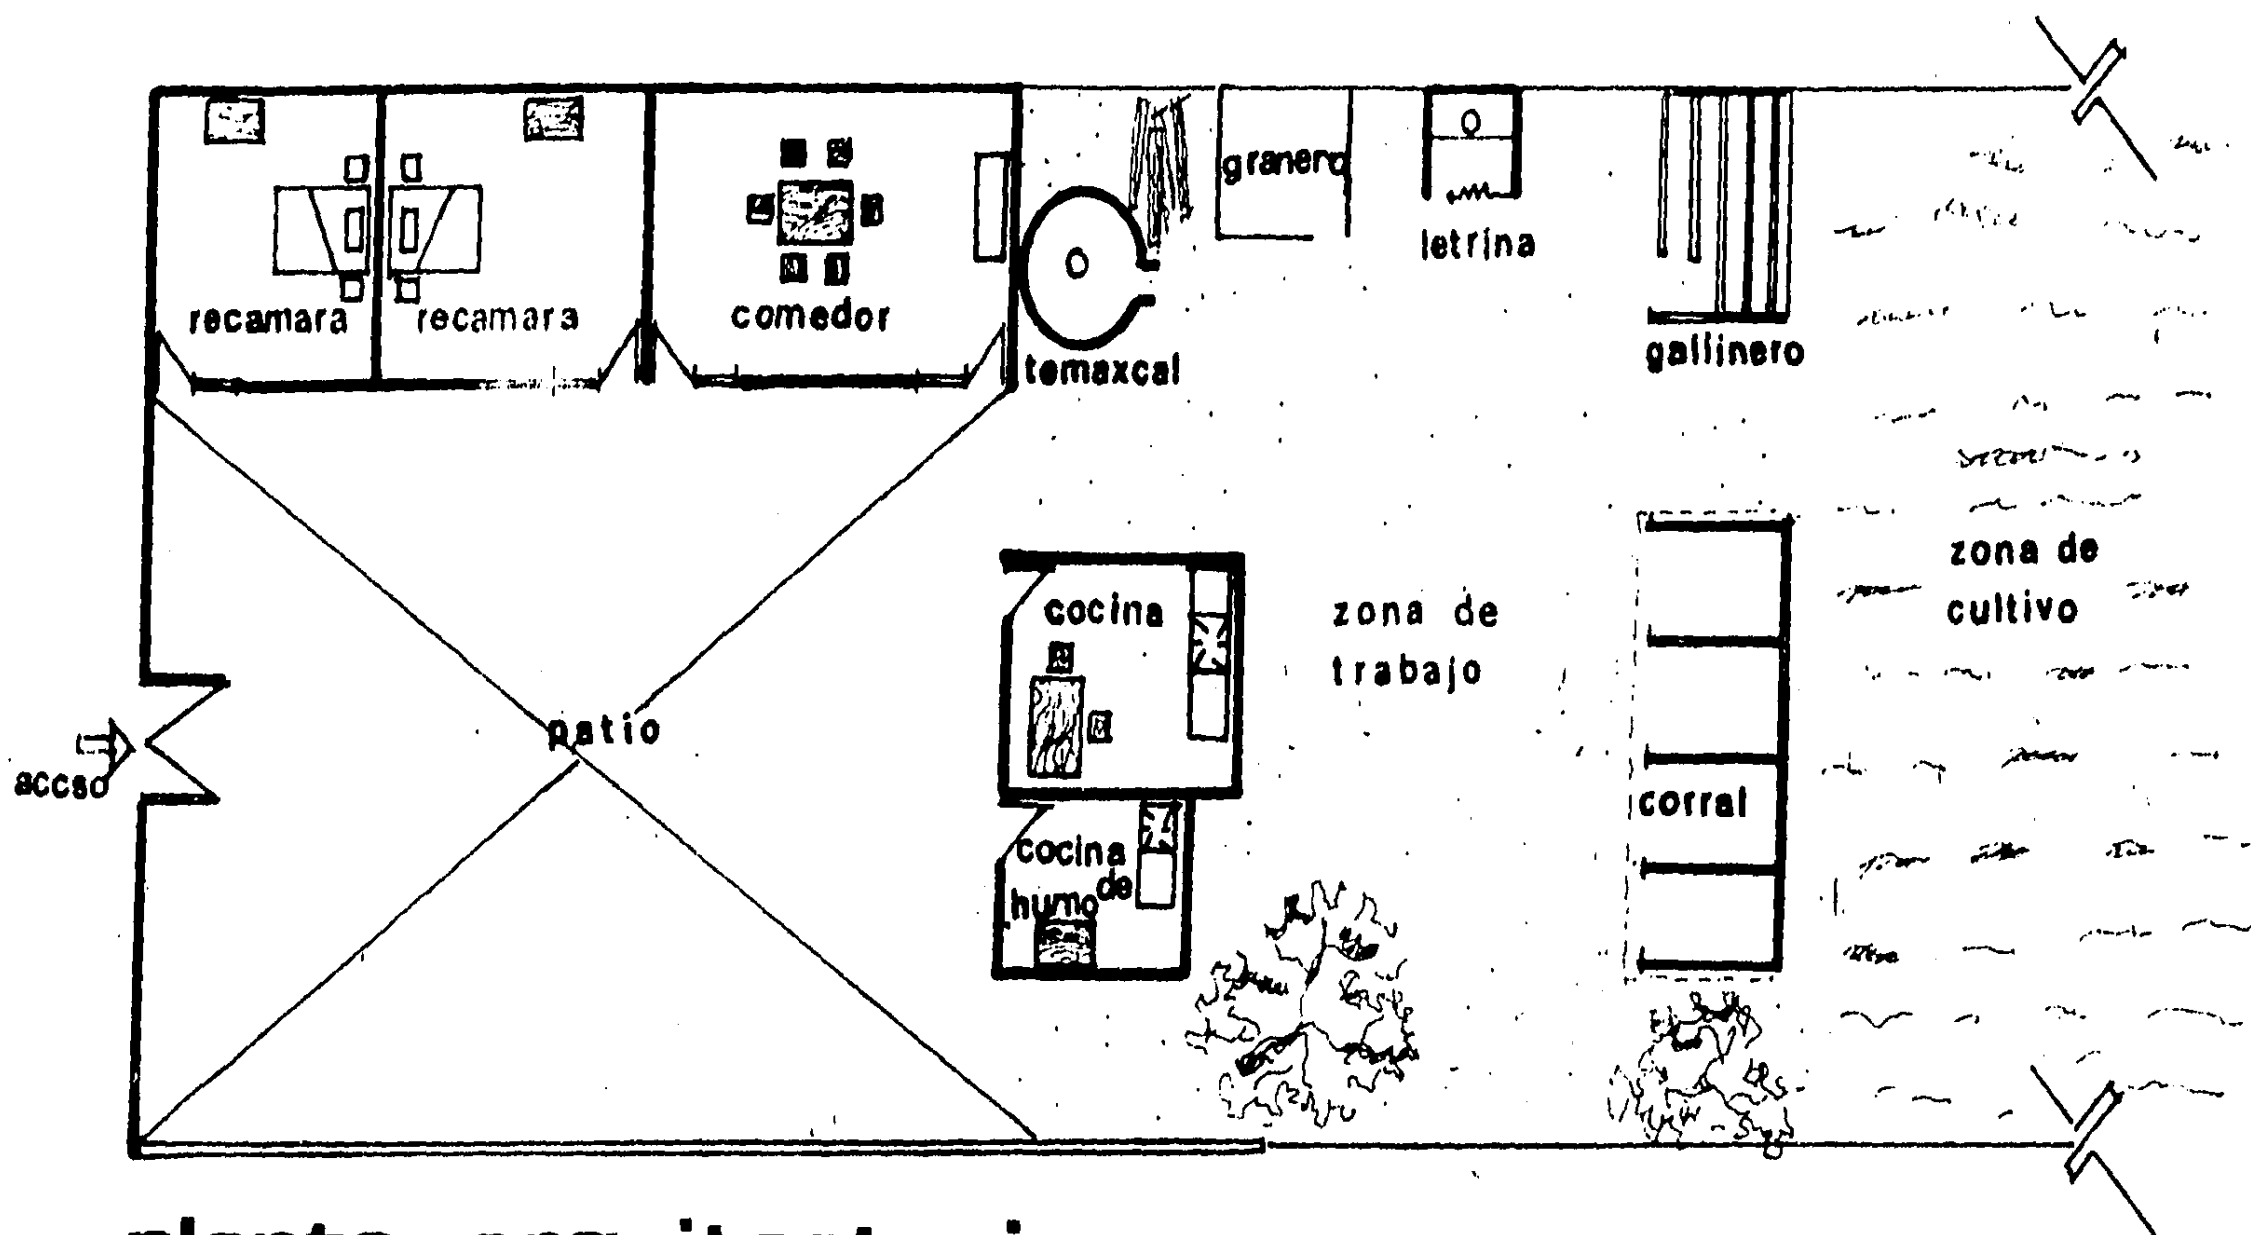 granero
letrina
recamara
recamara
comedor
temaxcal
gallinero
zona de
cultivo
cocina
zona de
trabajo
patio
accso
corral
cocina
de
humo